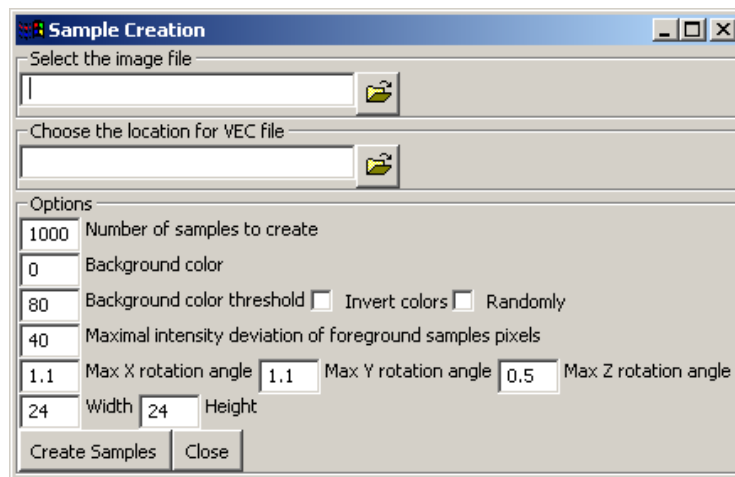 Sample Creation
Select the image file
Choose the location for VEC file
Options
1000 Number of samples to create
0 Background color
80 Background color threshold Invert colors Randomly
40 Maximal intensity deviation of foreground samples pixels
1.1 Max X rotation angle 1.1 Max Y rotation angle 0.5 Max Z rotation angle
24 Width 24 Height
Create Samples Close